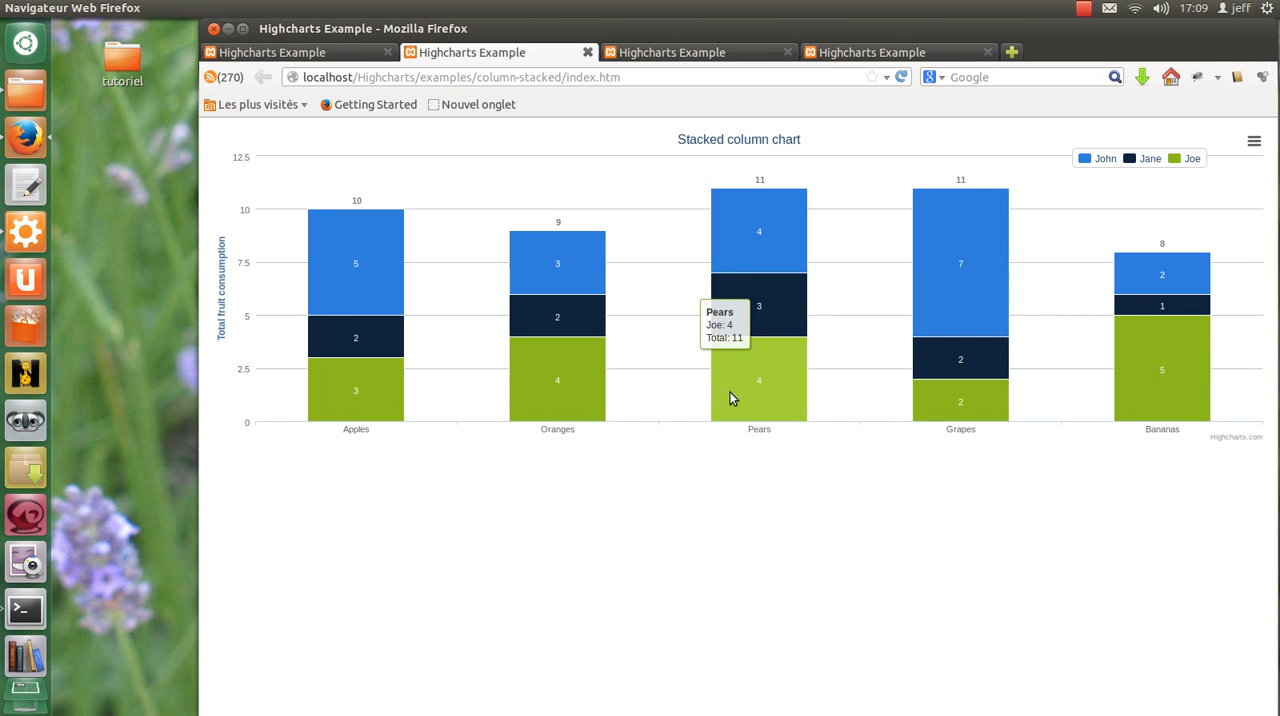 Navigateur Web Firefox
17:09 jeff
tutoriel
Highcharts Example - Mozilla Firefox
Highcharts Example
Highcharts Example
Highcharts Example
Highcharts Example
(270)
localhost/Highcharts/examples/column-stacked/index.htm
Google
Les plus visités
Getting Started
Nouvel onglet
Stacked column chart
John Jane Joe
Total fruit consumption
12.5
10
7.5
5
2.5
0
10
5
2
3
9
3
2
4
11
4
3
4
Pears
Joe: 4
Total: 11
11
7
2
2
8
2
1
5
Apples
Oranges
Pears
Grapes
Bananas
Highcharts.com